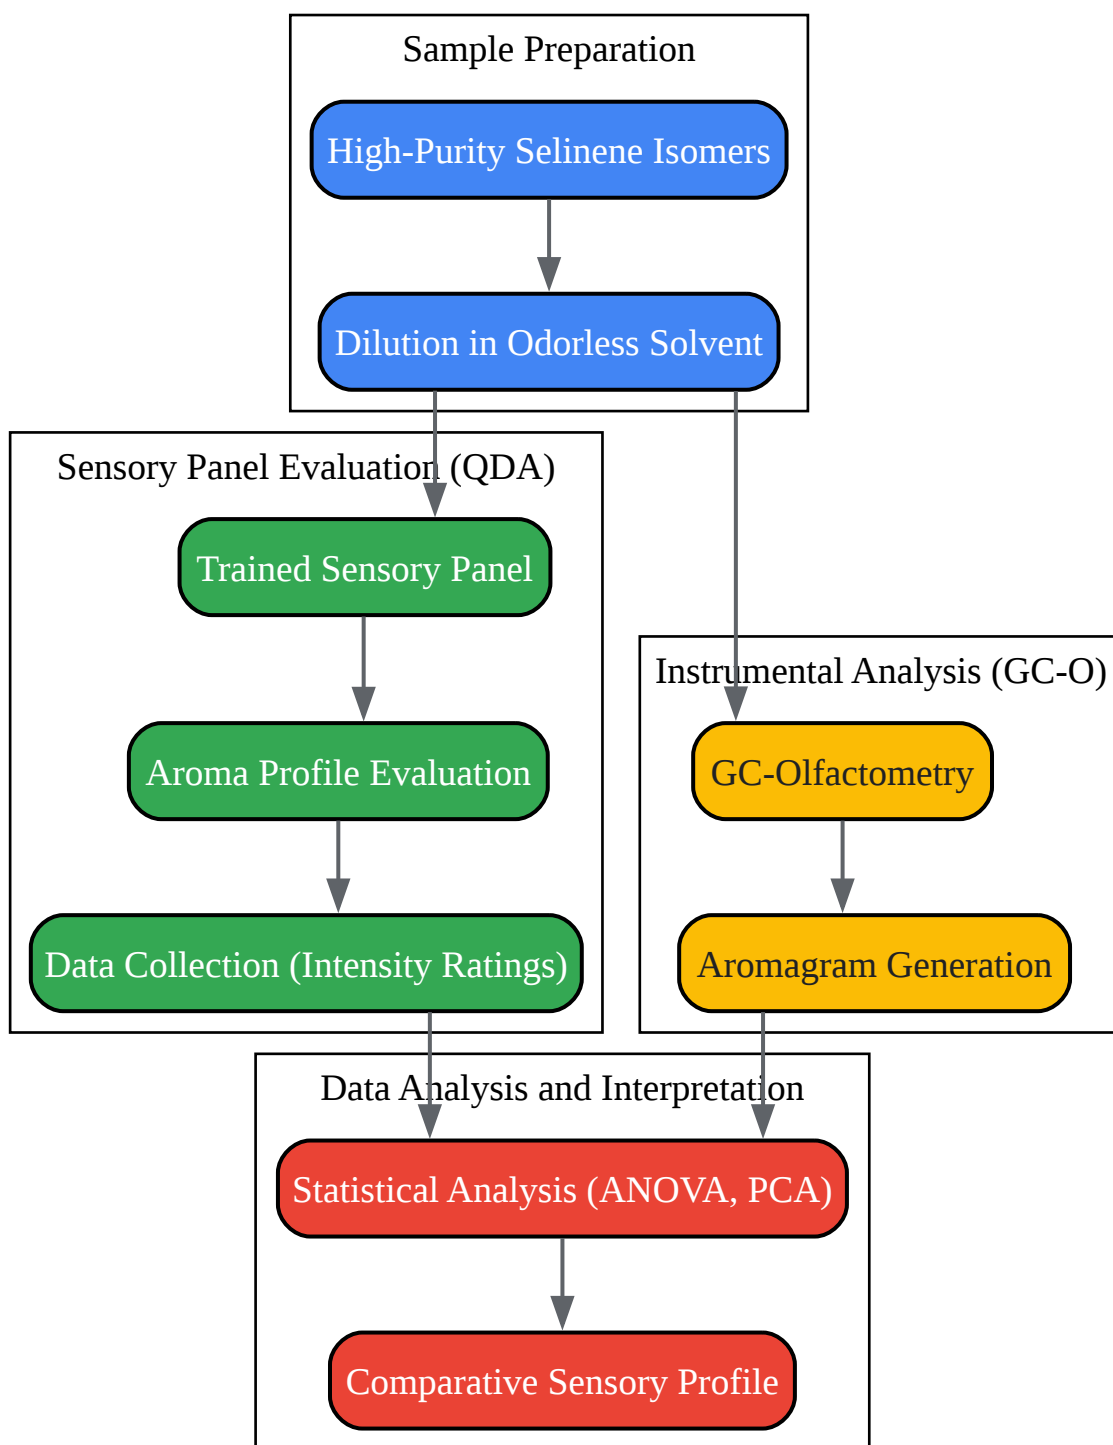 Sample Preparation
High-Purity Selinene Isomers
Dilution in Odorless Solvent
Sensory Panel Evaluation (QDA)
Trained Sensory Panel
Aroma Profile Evaluation
Data Collection (Intensity Ratings)
Instrumental Analysis (GC-O)
GC-Olfactometry
Aromagram Generation
Data Analysis and Interpretation
Statistical Analysis (ANOVA, PCA)
Comparative Sensory Profile